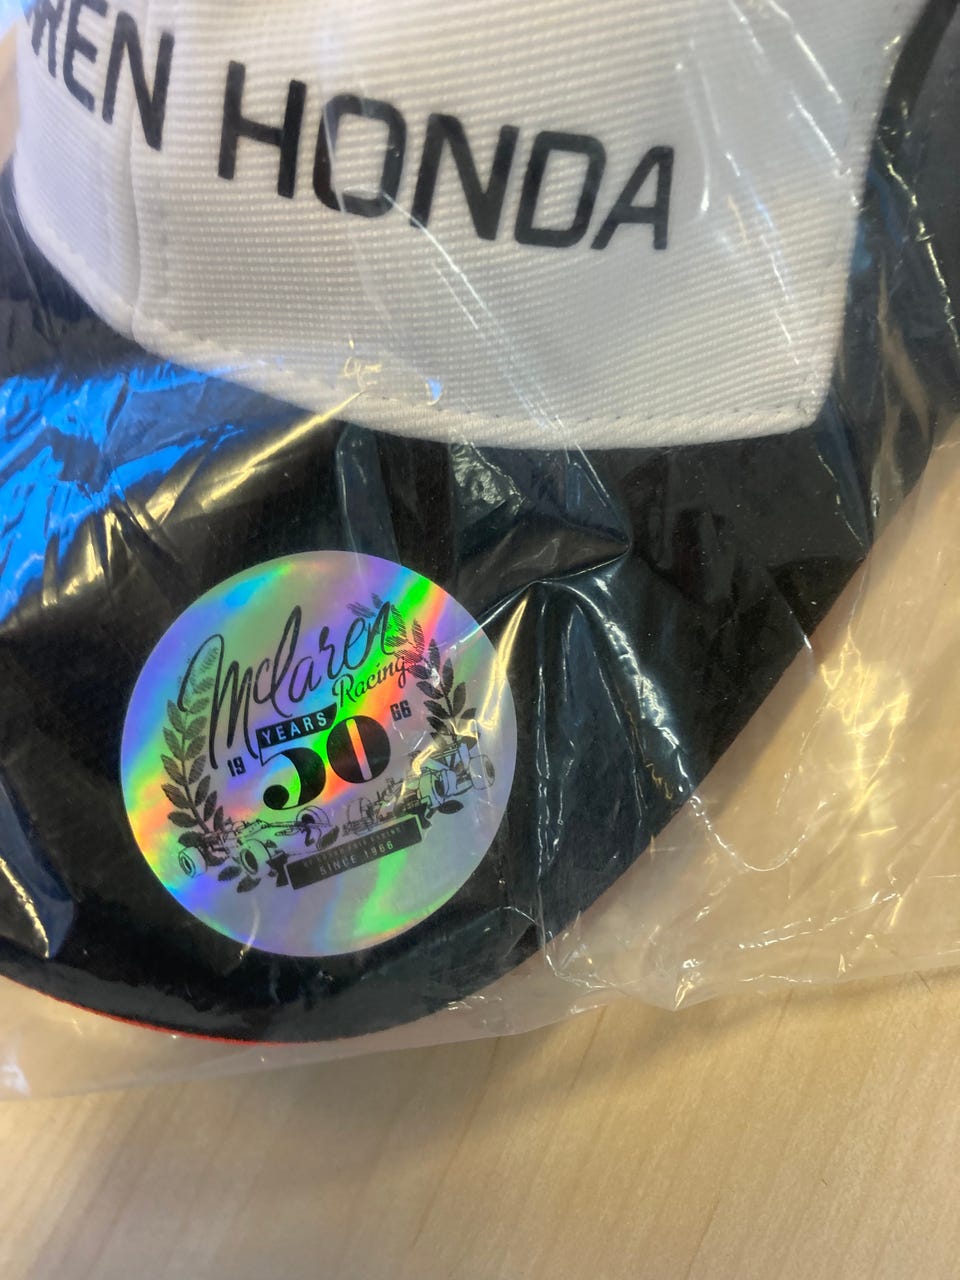 REN HONDA
McLaren
Racing
YEARS
19 50 66
SINCE 1966